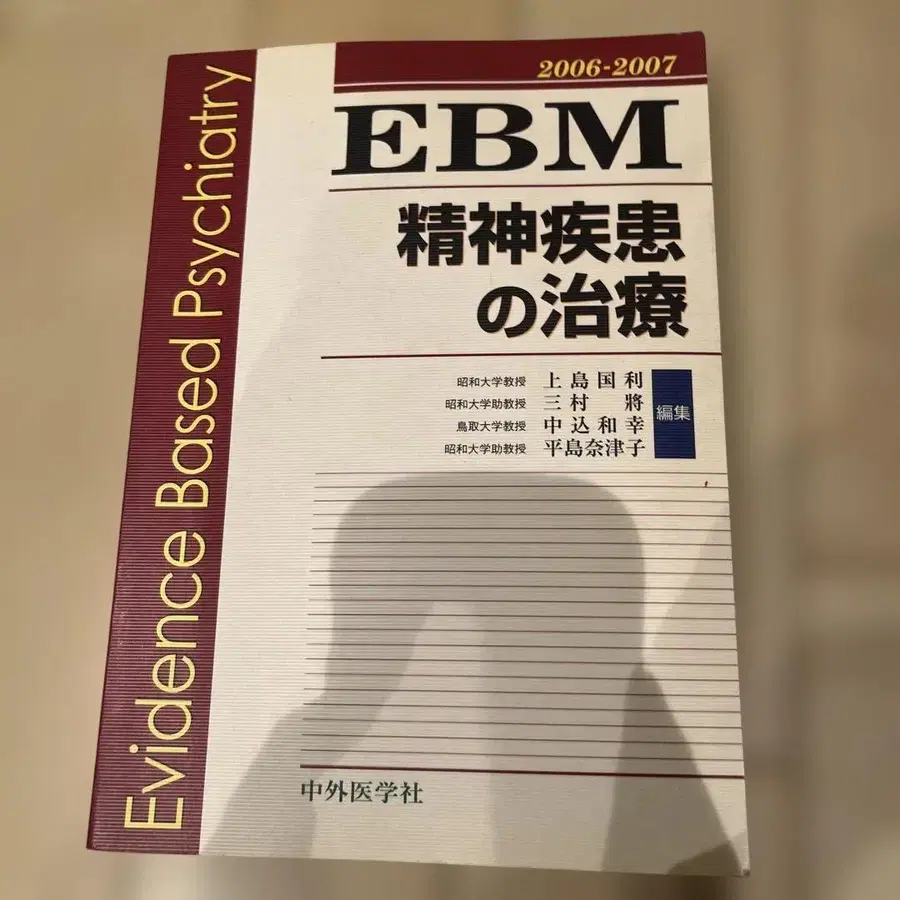 2006-2007
EBM
精神疾患
の治療
昭和大学教授 上島国利
昭和大学助教授 三村 將
鳥取大学教授 中込和幸
昭和大学助教授 平島奈津子
編集
中外医学社
Evidence Based Psychiatry